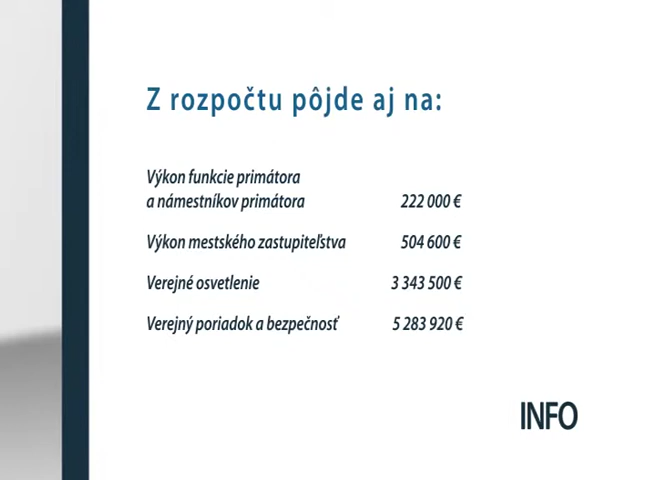 Z rozpočtu pôjde aj na:
Výkon funkcie primátora
a námestníkov primátora 222 000 €
Výkon mestského zastupiteľstva 504 600 €
Verejné osvetlenie 3 343 500 €
Verejný poriadok a bezpečnosť 5 283 920 €
INFO